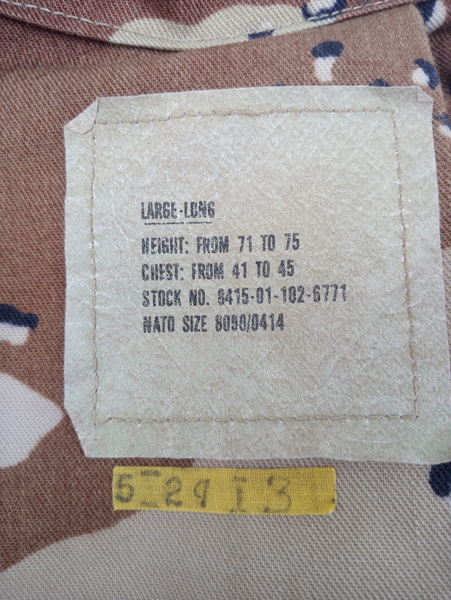 LARGE-LONG
HEIGHT: FROM 71 TO 75
CHEST: FROM 41 TO 45
STOCK NO. 8415-01-102-6771
NATO SIZE 8090/0414
5-29 I 3